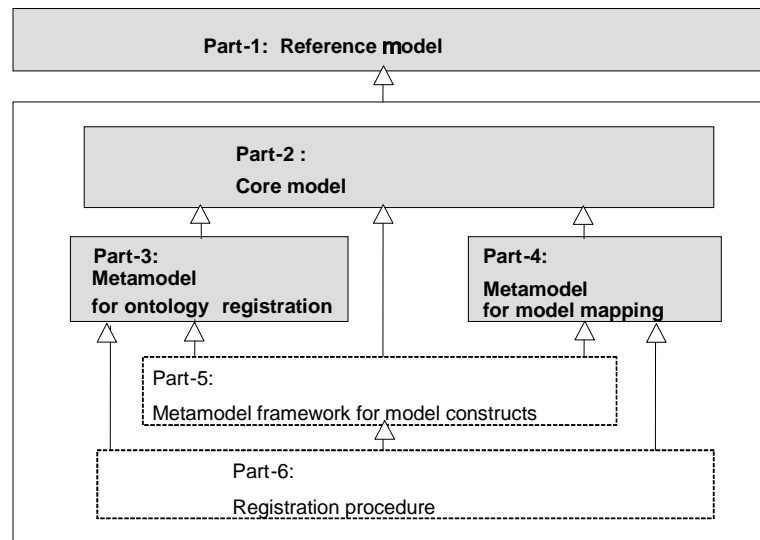 Part-1: Reference model
Part-2 :
Core model
Part-3:
Metamodel
for ontology registration
Part-4:
Metamodel
for model mapping
Part-5:
Metamodel framework for model constructs
Part-6:
Registration procedure